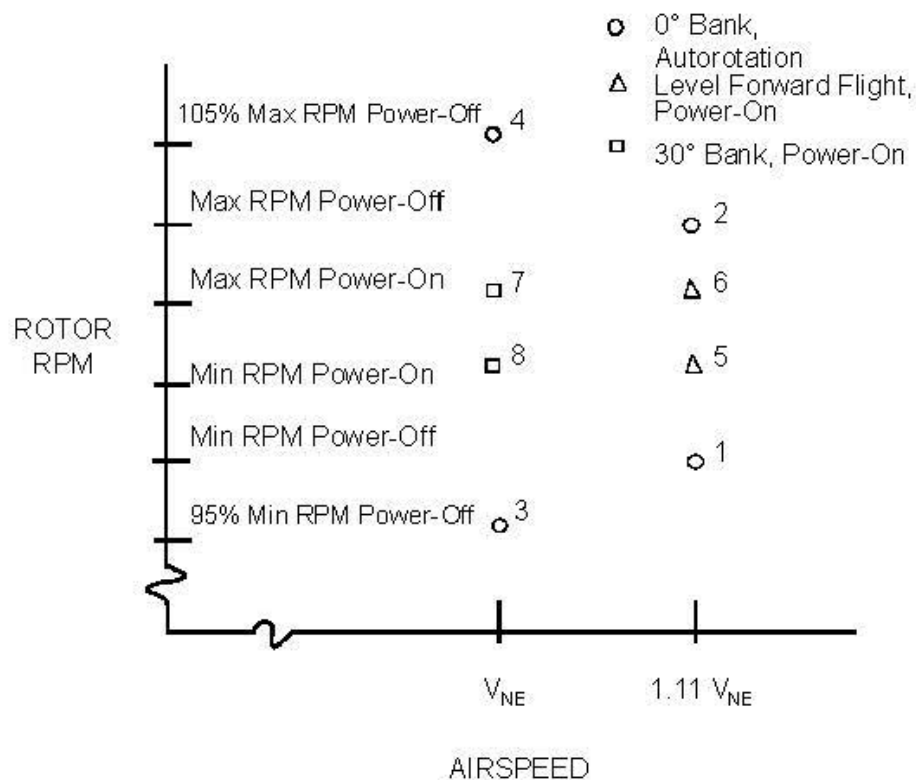 0° Bank,
Autorotation
Level Forward Flight,
Power-On
30° Bank, Power-On
105% Max RPM Power-Off
4
Max RPM Power-Off
2
Max RPM Power-On
7
6
ROTOR
RPM
Min RPM Power-On
8
5
Min RPM Power-Off
1
95% Min RPM Power-Off
3
VNE
1.11 VNE
AIRSPEED